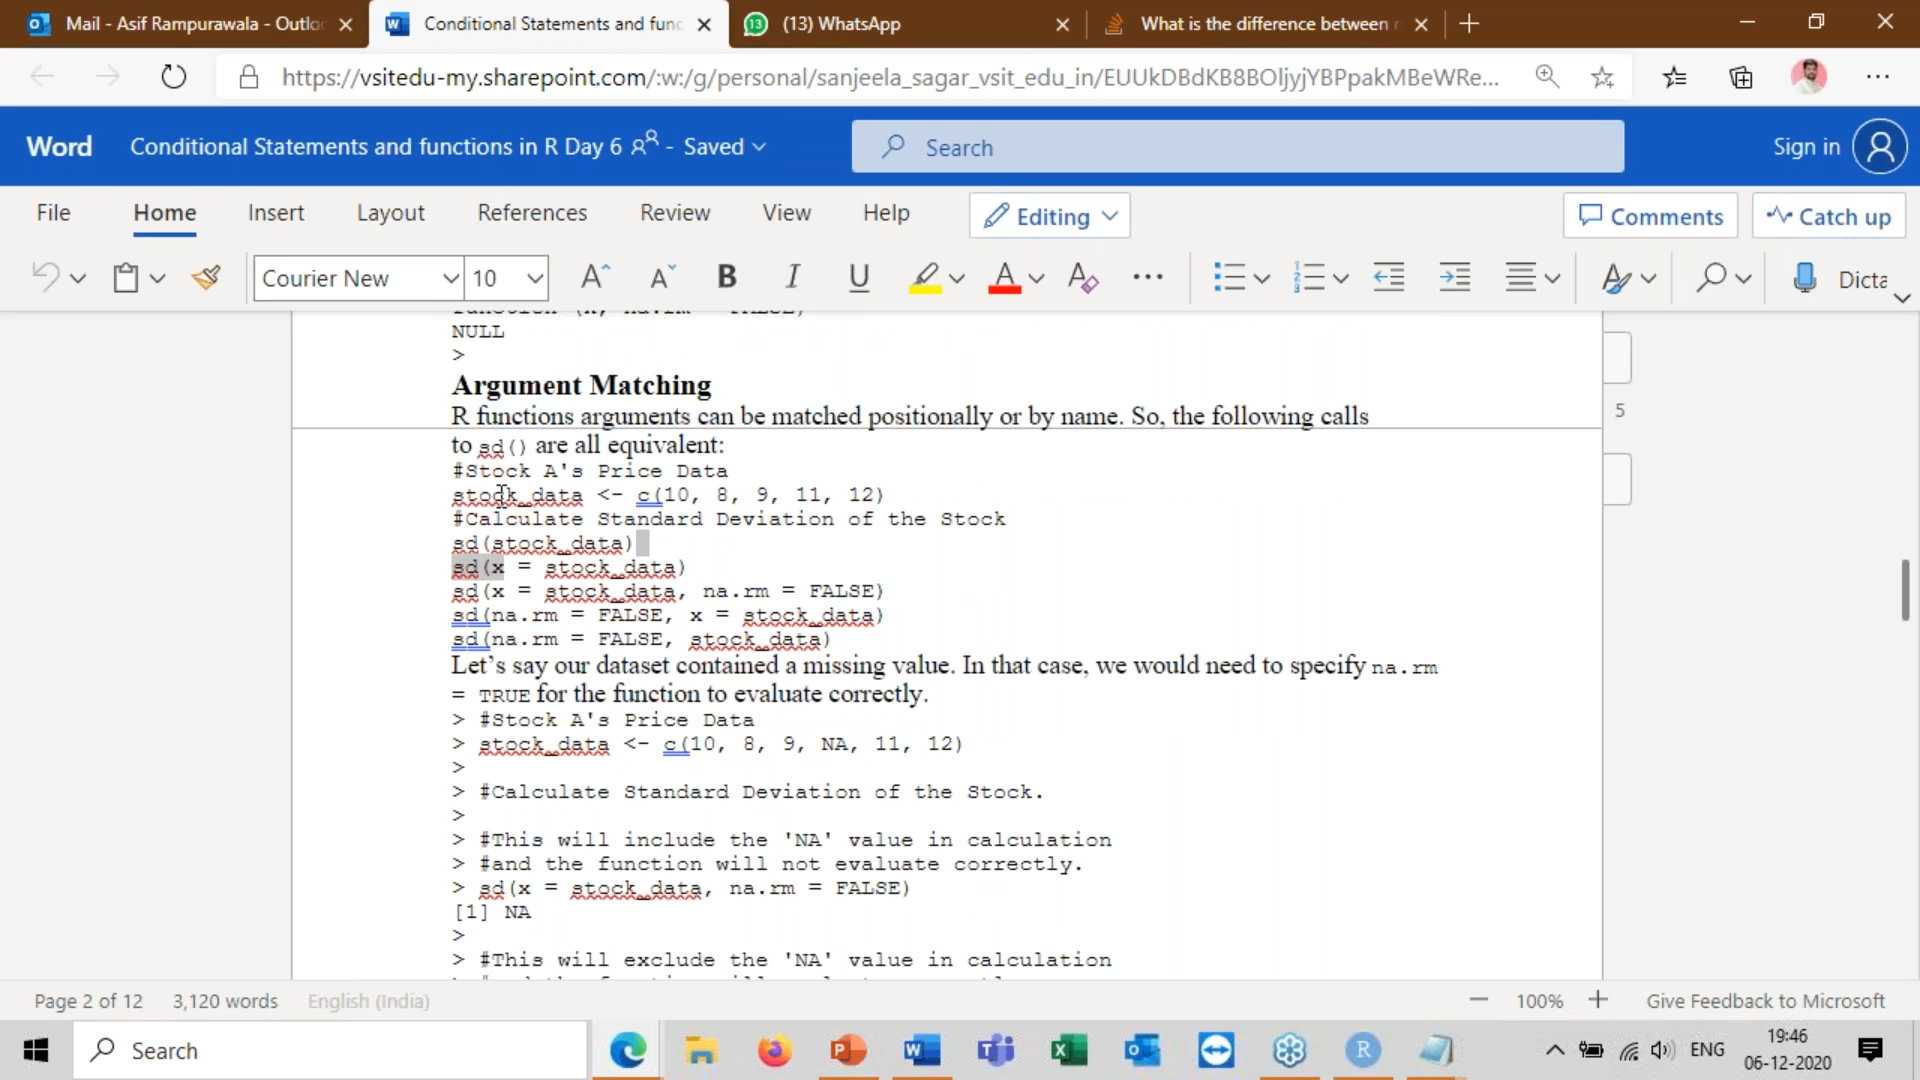 Mail - Asif Rampurawala - Outlo
Conditional Statements and func
(13) WhatsApp
What is the difference between
https://vsitedu-my.sharepoint.com/:w:/g/personal/sanjeela_sagar_vsit_edu_in/EUUkDBdKB8BOljyjYBPpakMBeWRe...
Word
Conditional Statements and functions in R Day 6 - Saved
Search
Sign in
File Home Insert Layout References Review View Help Editing Comments Catch up
Courier New 10 B I U Dicta
NULL
>
Argument Matching
R functions arguments can be matched positionally or by name. So, the following calls
5
to sd() are all equivalent:
#Stock A's Price Data
stock_data <- c(10, 8, 9, 11, 12)
#Calculate Standard Deviation of the Stock
sd(stock_data)
sd(x = stock_data)
sd(x = stock_data, na.rm = FALSE)
sd(na.rm = FALSE, x = stock_data)
sd(na.rm = FALSE, stock_data)
Let’s say our dataset contained a missing value. In that case, we would need to specify na.rm
= TRUE for the function to evaluate correctly.
> #Stock A's Price Data
> stock_data <- c(10, 8, 9, NA, 11, 12)
>
> #Calculate Standard Deviation of the Stock.
>
> #This will include the 'NA' value in calculation
> #and the function will not evaluate correctly.
> sd(x = stock_data, na.rm = FALSE)
[1] NA
>
> #This will exclude the 'NA' value in calculation
Page 2 of 12 3,120 words English (India) 100% Give Feedback to Microsoft
Search
ENG
19:46
06-12-2020